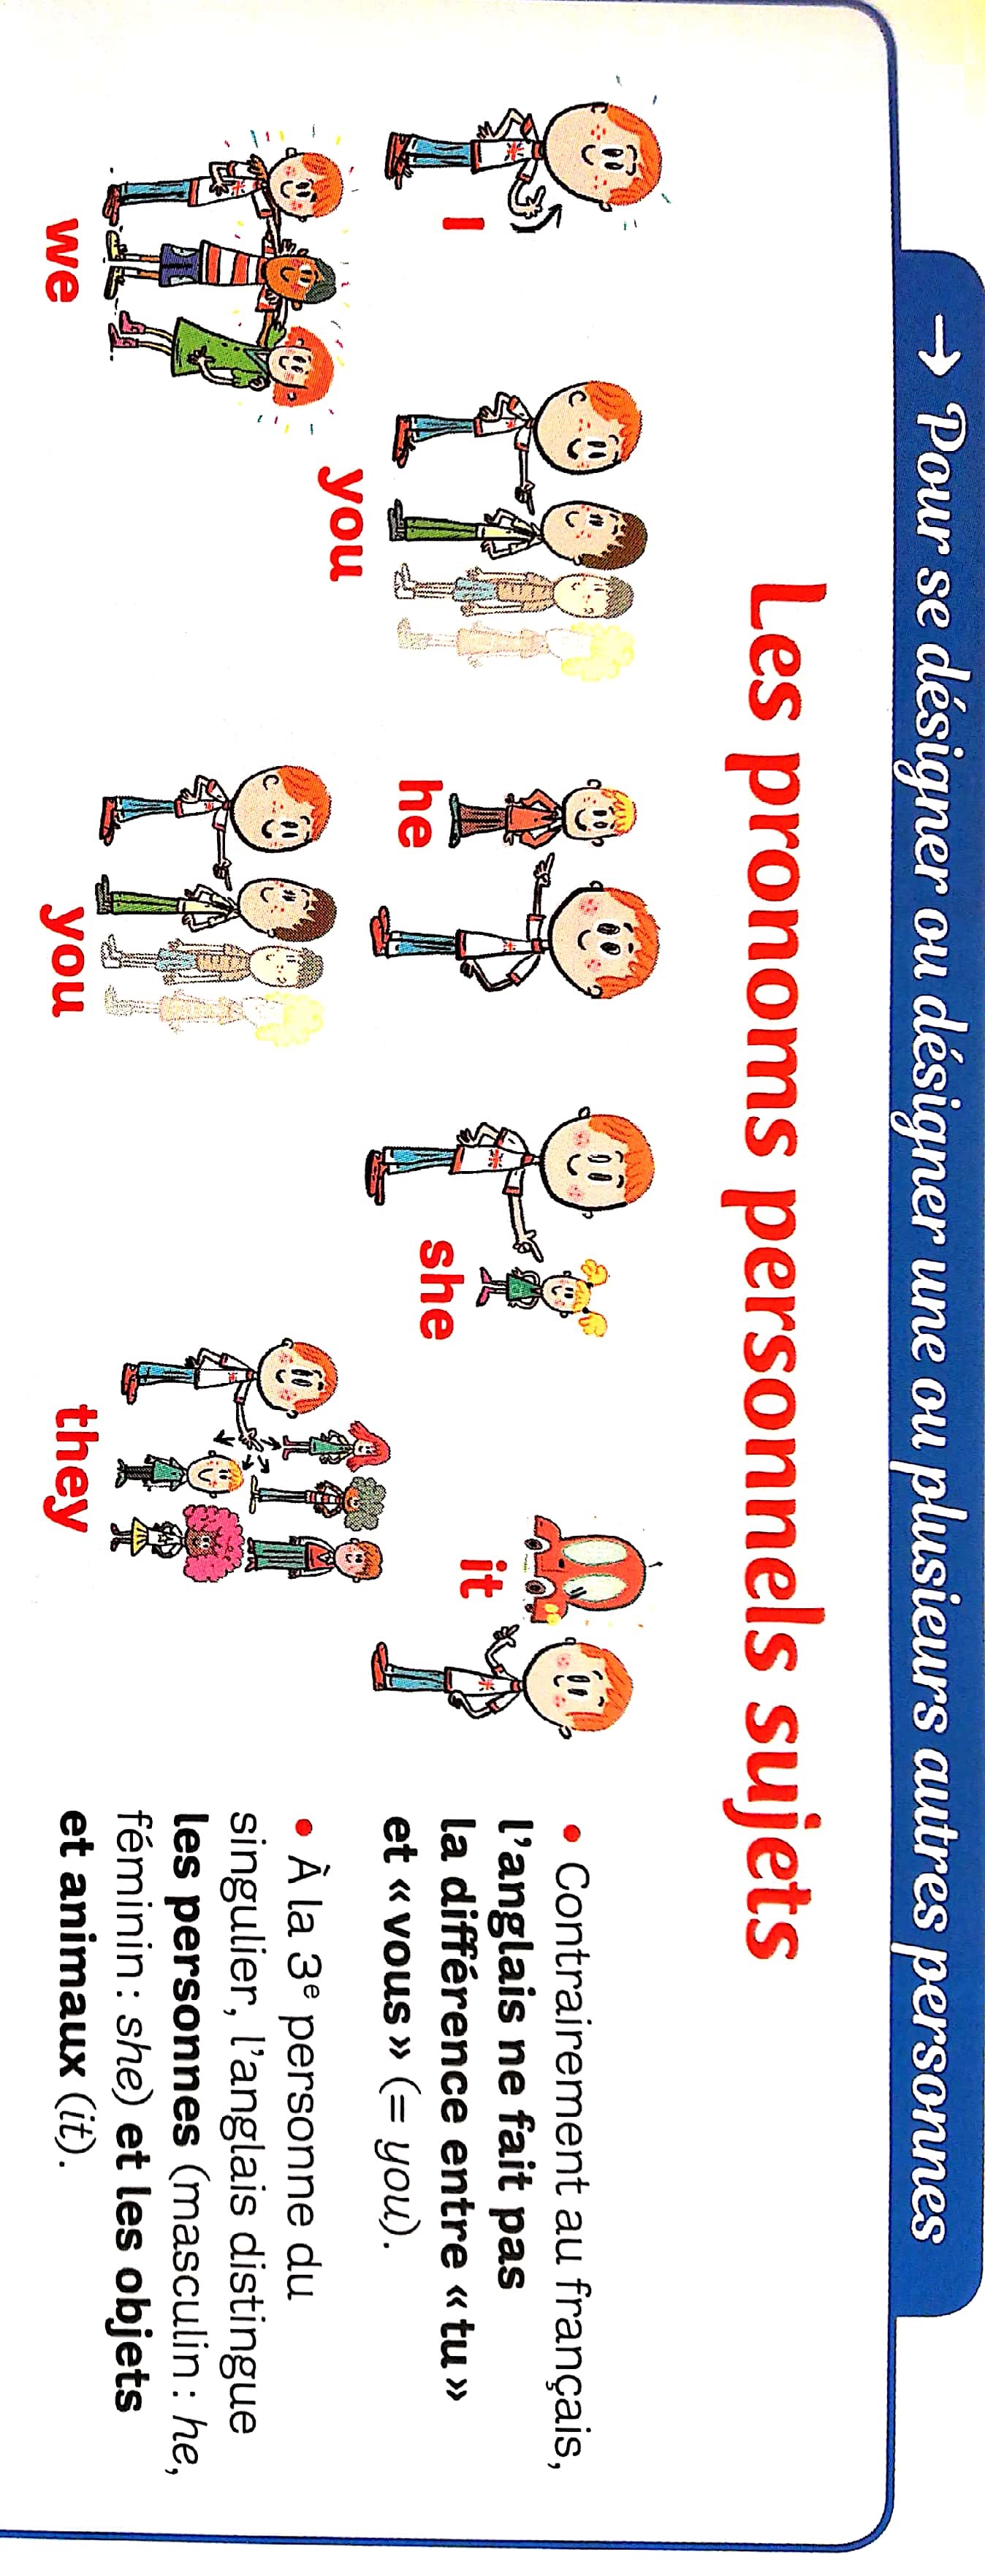 → Pour se désigner ou désigner une ou plusieurs autres personnes
Les pronoms personnels sujets
I
you
he
she
it
we
you
they
• Contrairement au français,
l'anglais ne fait pas
la différence entre « tu »
et « vous » (= you).
• À la 3e personne du
singulier, l'anglais distingue
les personnes (masculin : he,
féminin : she) et les objets
et animaux (it).